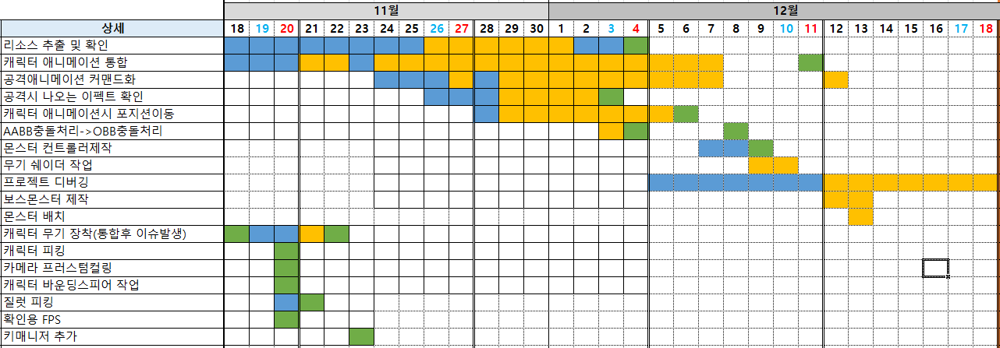 11월 12월
상세 18 19 20 21 22 23 24 25 26 27 28 29 30 1 2 3 4 5 6 7 8 9 10 11 12 13 14 15 16 17 18
리소스 추출 및 확인
캐릭터 애니메이션 통합
공격애니메이션 커맨드화
공격시 나오는 이펙트 확인
캐릭터 애니메이션시 포지션이동
AABB충돌처리->OBB충돌처리
몬스터 컨트롤러제작
무기 쉐이더 작업
프로젝트 디버깅
보스몬스터 제작
몬스터 배치
캐릭터 무기 장착(통합후 이슈발생)
캐릭터 피킹
카메라 프러스텀컬링
캐릭터 바운딩스피어 작업
질럿 피킹
확인용 FPS
키매니저 추가